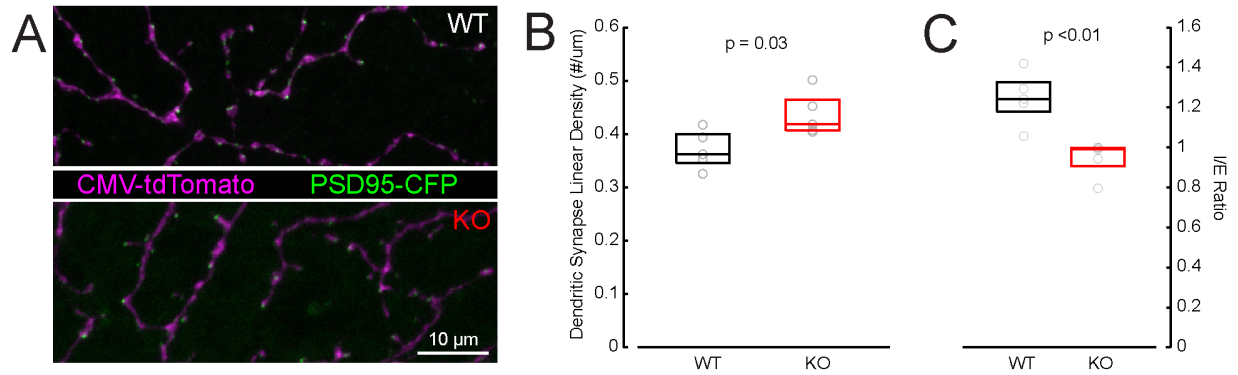 A
WT
CMV-tdTomato PSD95-CFP
KO
10 µm
B
Dendritic Synapse Linear Density (#/um)
0.6
0.5
0.4
0.3
0.2
0.1
0
p = 0.03
WT KO
C
p <0.01
1.6
1.4
1.2
1
0.8
0.6
0.4
0.2
0
I/E Ratio
WT KO